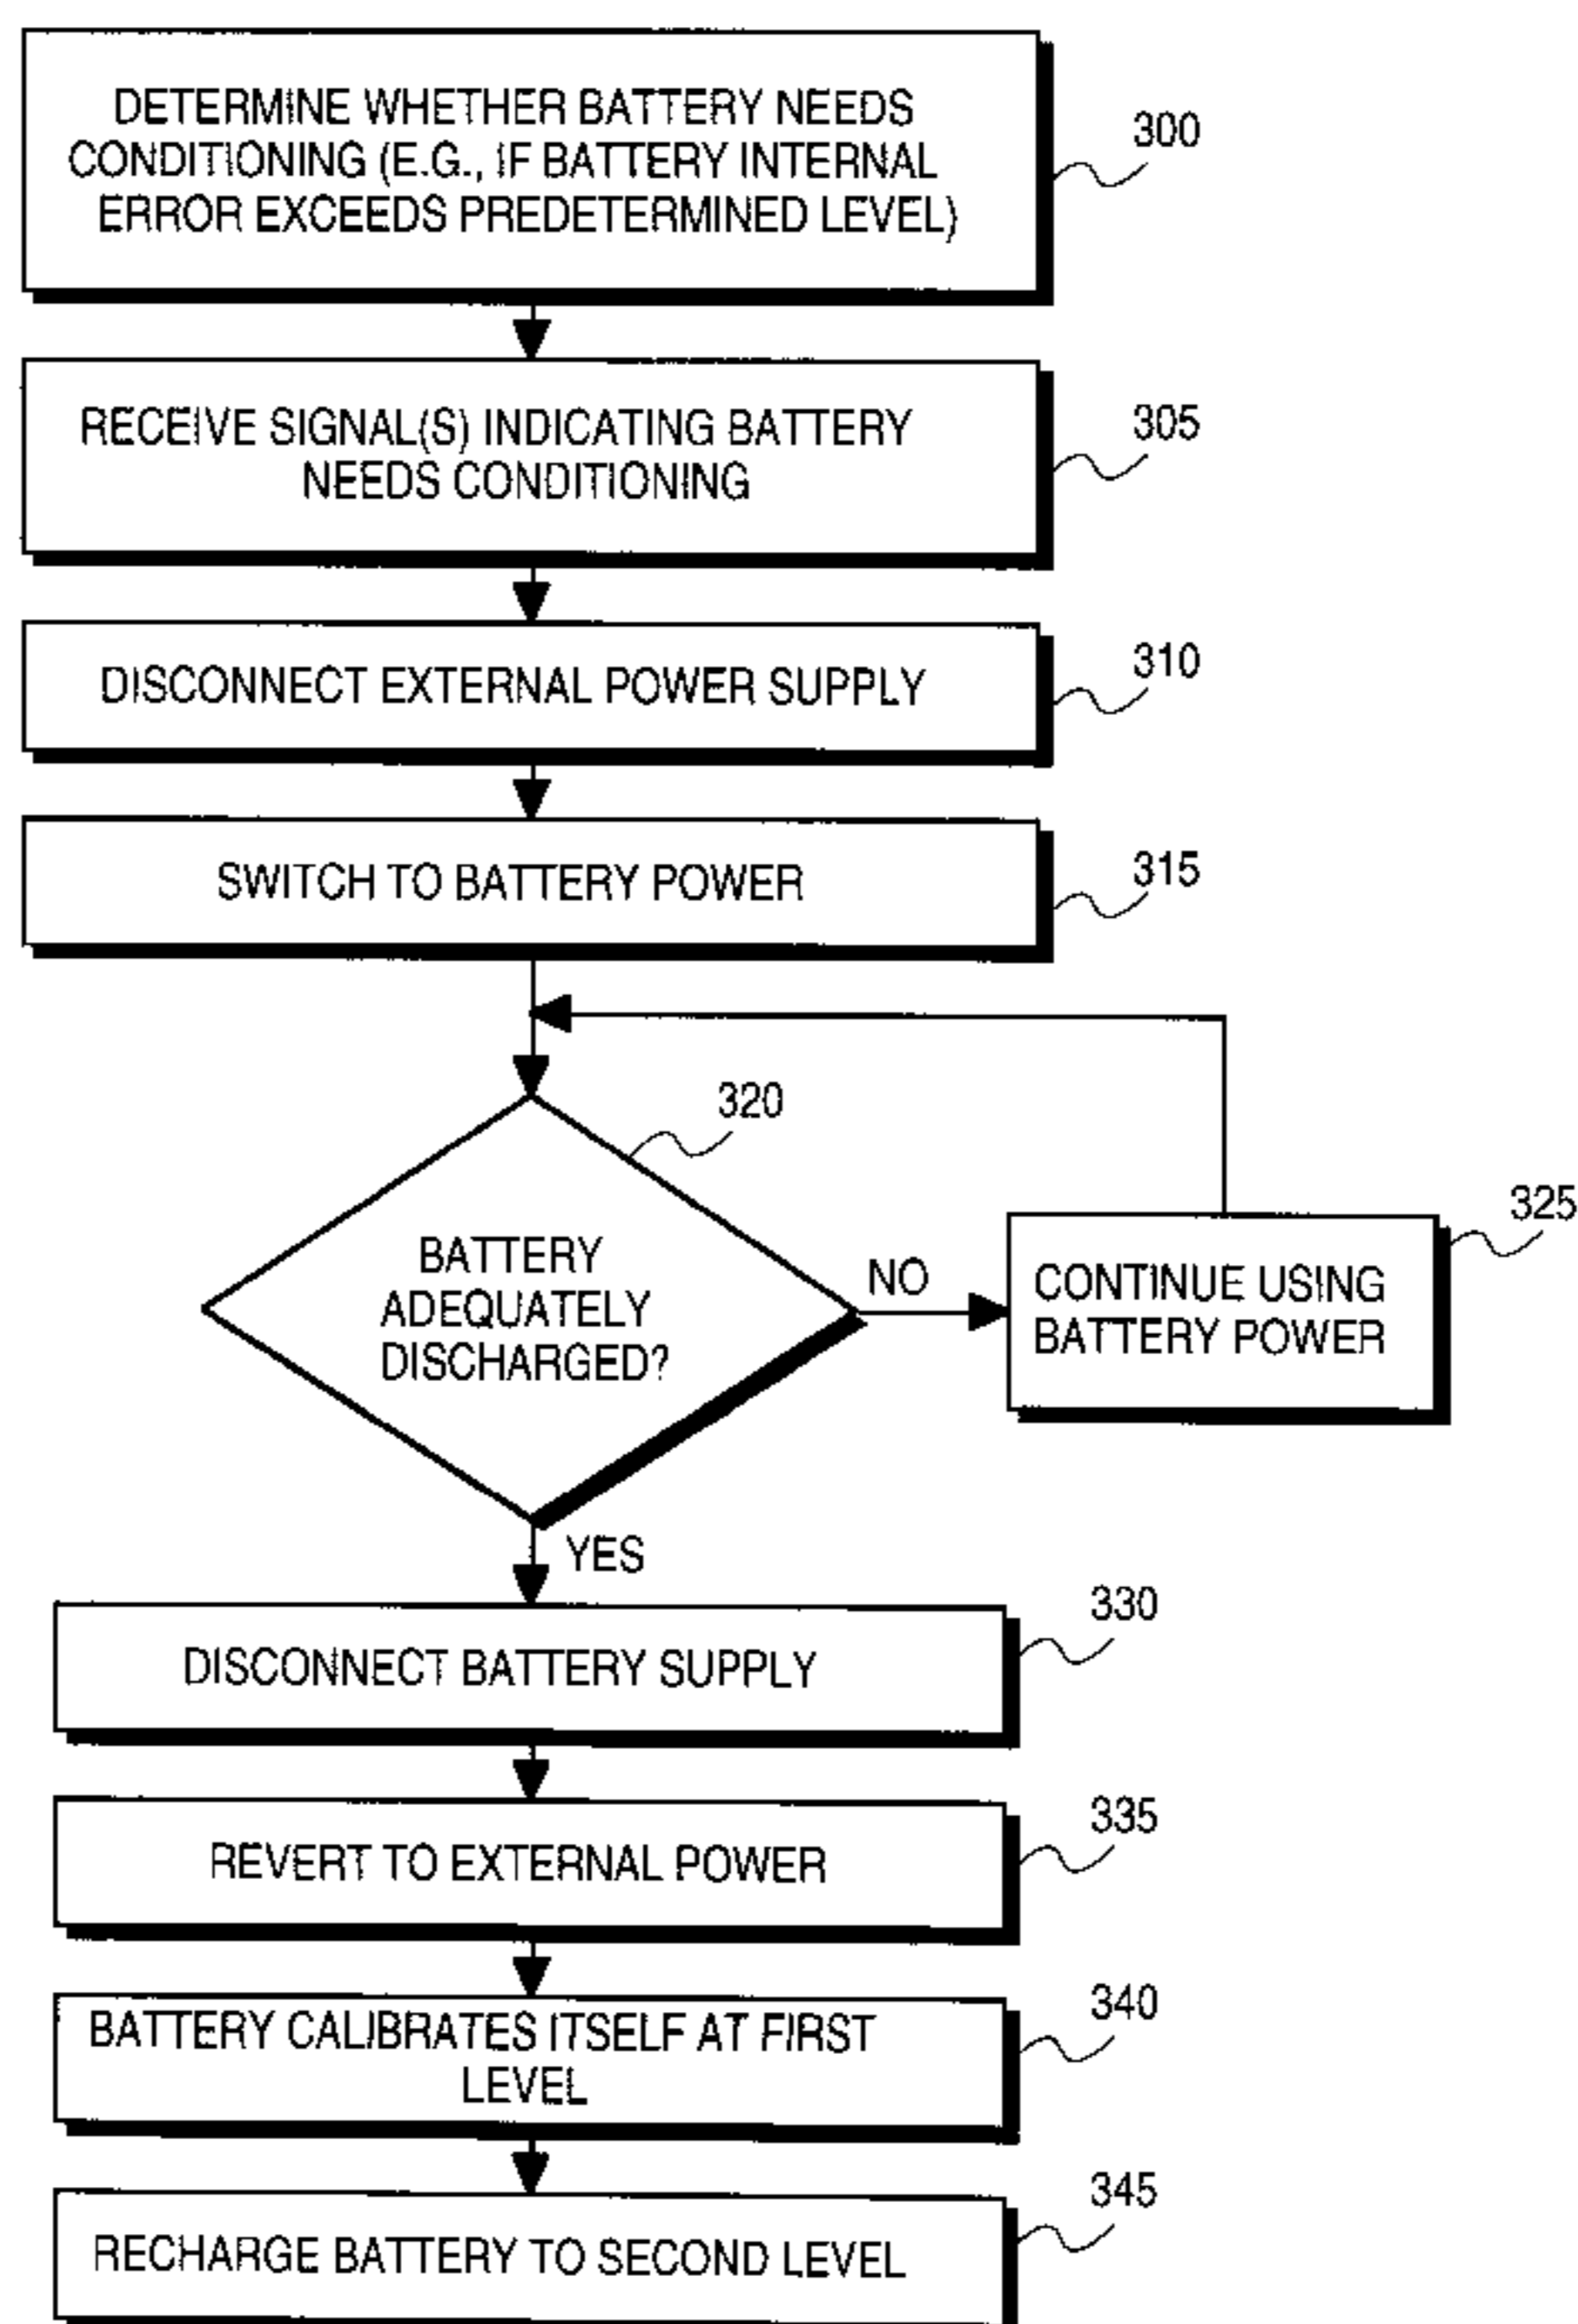 DETERMINE WHETHER BATTERY NEEDS
CONDITIONING (E.G., IF BATTERY INTERNAL
ERROR EXCEEDS PREDETERMINED LEVEL)
300
RECEIVE SIGNAL(S) INDICATING BATTERY
NEEDS CONDITIONING
305
DISCONNECT EXTERNAL POWER SUPPLY
310
SWITCH TO BATTERY POWER
315
320
BATTERY
ADEQUATELY
DISCHARGED?
NO
325
CONTINUE USING
BATTERY POWER
YES
DISCONNECT BATTERY SUPPLY
330
REVERT TO EXTERNAL POWER
335
BATTERY CALIBRATES ITSELF AT FIRST
LEVEL
340
RECHARGE BATTERY TO SECOND LEVEL
345